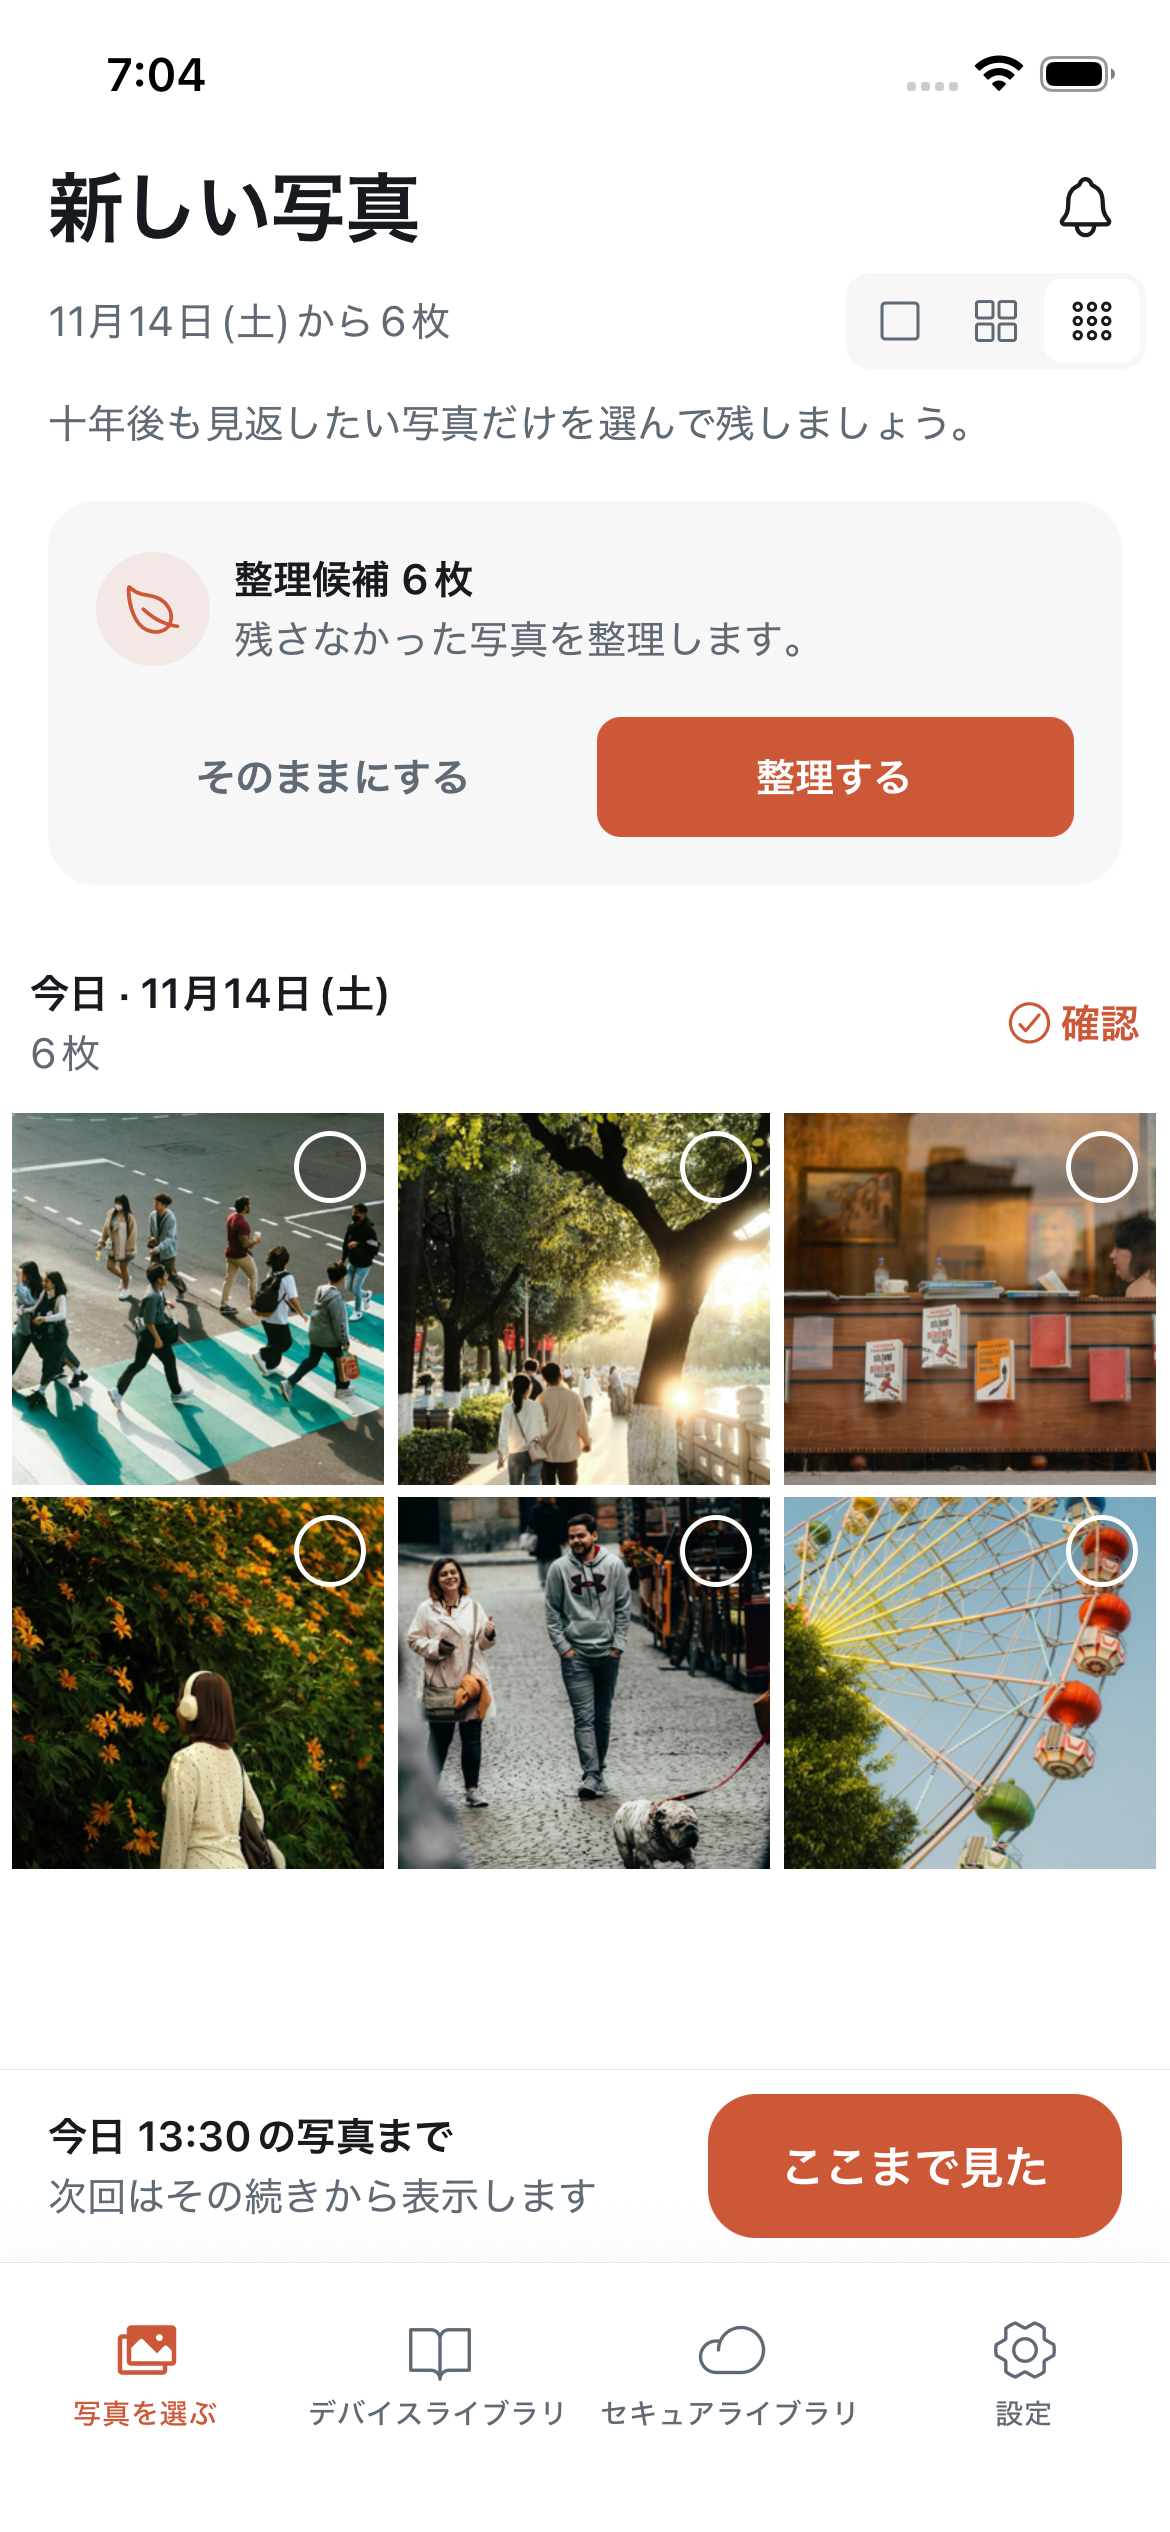 7:04
新しい写真
11月14日(土)から6枚
十年後も見返したい写真だけを選んで残しましょう。
整理候補 6枚
残さなかった写真を整理します。
そのままにする
整理する
今日 · 11月14日(土)
6枚
確認
今日 13:30の写真まで
次回はその続きから表示します
ここまで見た
写真を選ぶ
デバイスライブラリ
セキュアライブラリ
設定